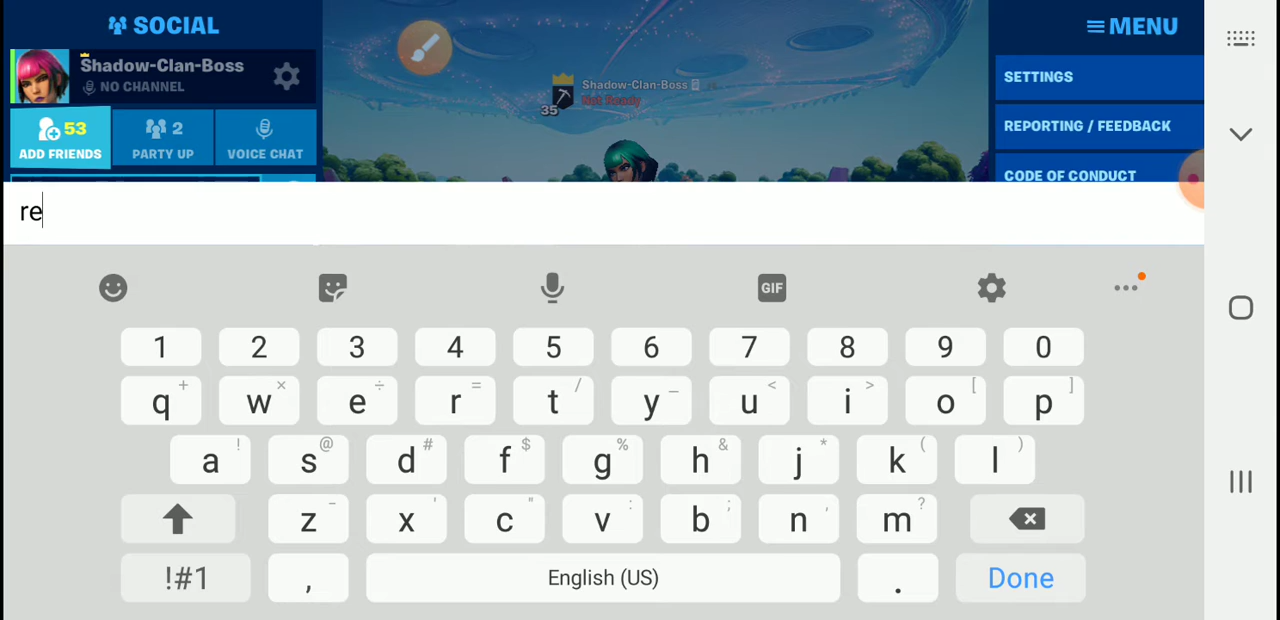 SOCIAL
MENU
Shadow-Clan-Boss
NO CHANNEL
Shadow-Clan-Boss
Not Ready
35
SETTINGS
53
ADD FRIENDS
2
PARTY UP
VOICE CHAT
REPORTING / FEEDBACK
CODE OF CONDUCT
re
GIF
1 2 3 4 5 6 7 8 9 0
+ × ÷ = / _ < > [ ]
q w e r t y u i o p
! @ # $ % & * ( )
a s d f g h j k l
- ' " : ; , ?
z x c v b n m
!#1 , English (US) . Done